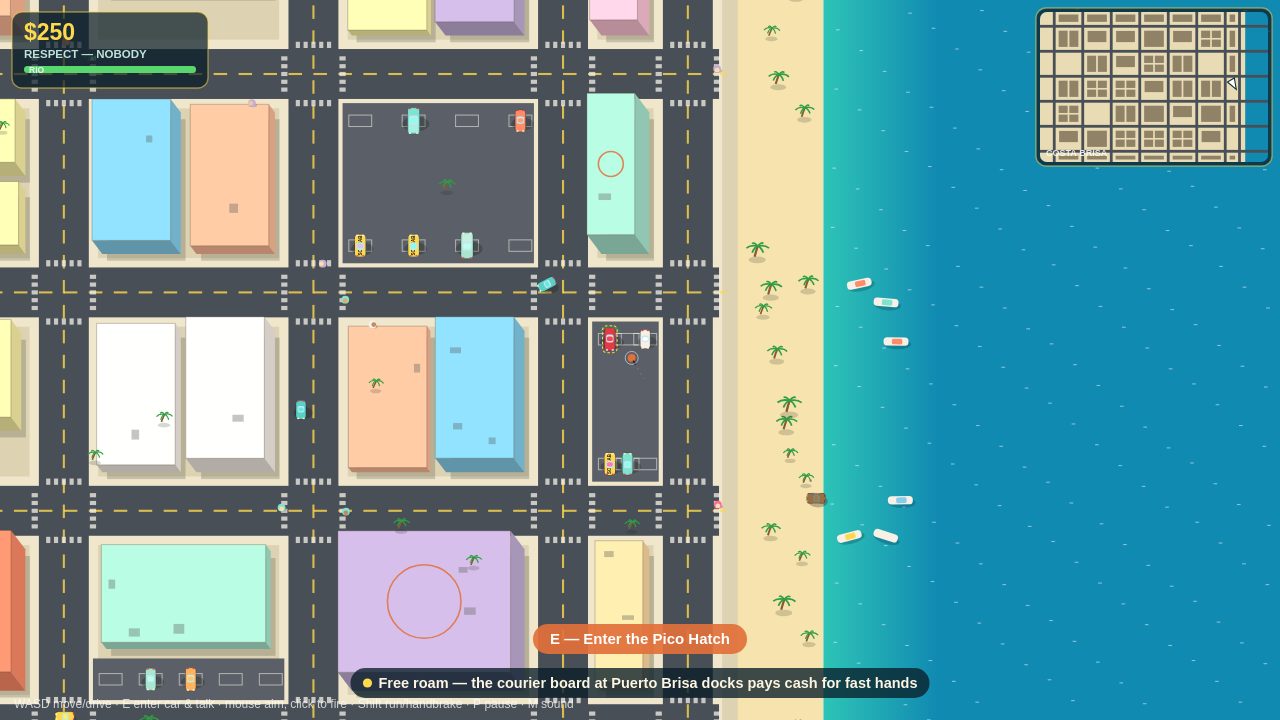 $250
RESPECT — NOBODY
RIO
COSTA BRISA
E — Enter the Pico Hatch
Free roam — the courier board at Puerto Brisa docks pays cash for fast hands
WASD move/drive · E enter car & talk · mouse aim, click to fire · Shift run/handbrake · P pause · M sound